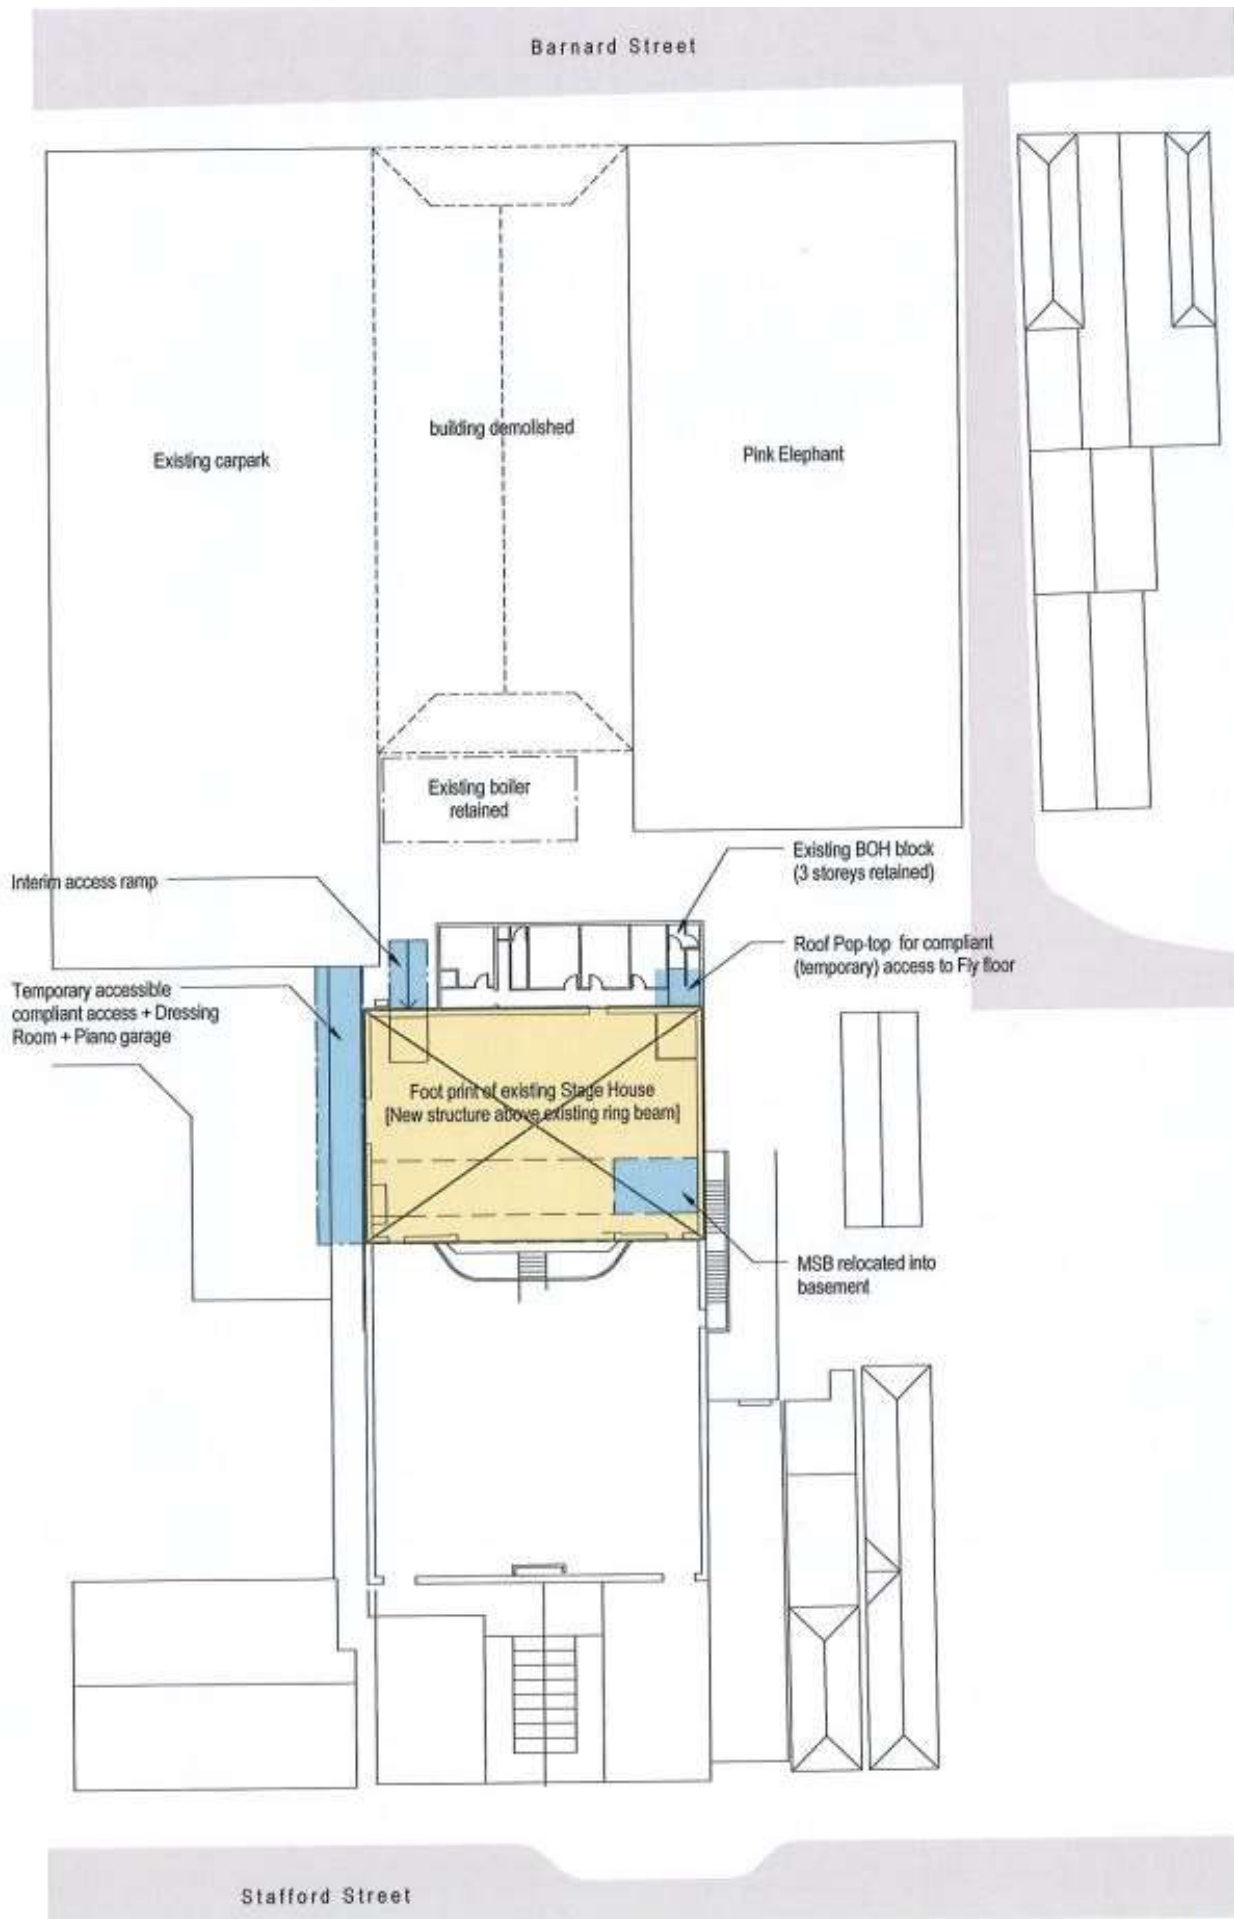 Barnard Street
Existing carpark
building demolished
Pink Elephant
Existing boiler
retained
Existing BOH block
(3 storeys retained)
Interim access ramp
Roof Pop-top for compliant
(temporary) access to Fly floor
Temporary accessible
compliant access + Dressing
Room + Piano garage
Foot print of existing Stage House
[New structure above existing ring beam]
MSB relocated into
basement
Stafford Street